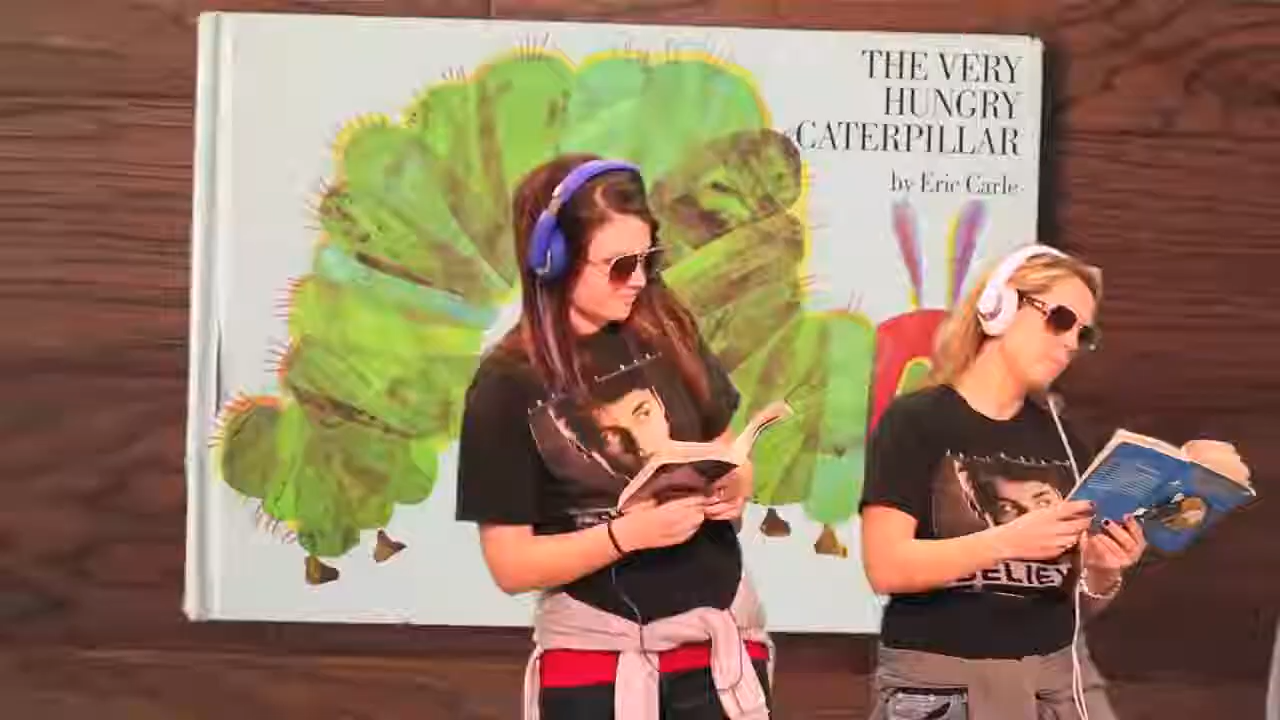 THE VERY
HUNGRY
CATERPILLAR
by Eric Carle
BELIEV